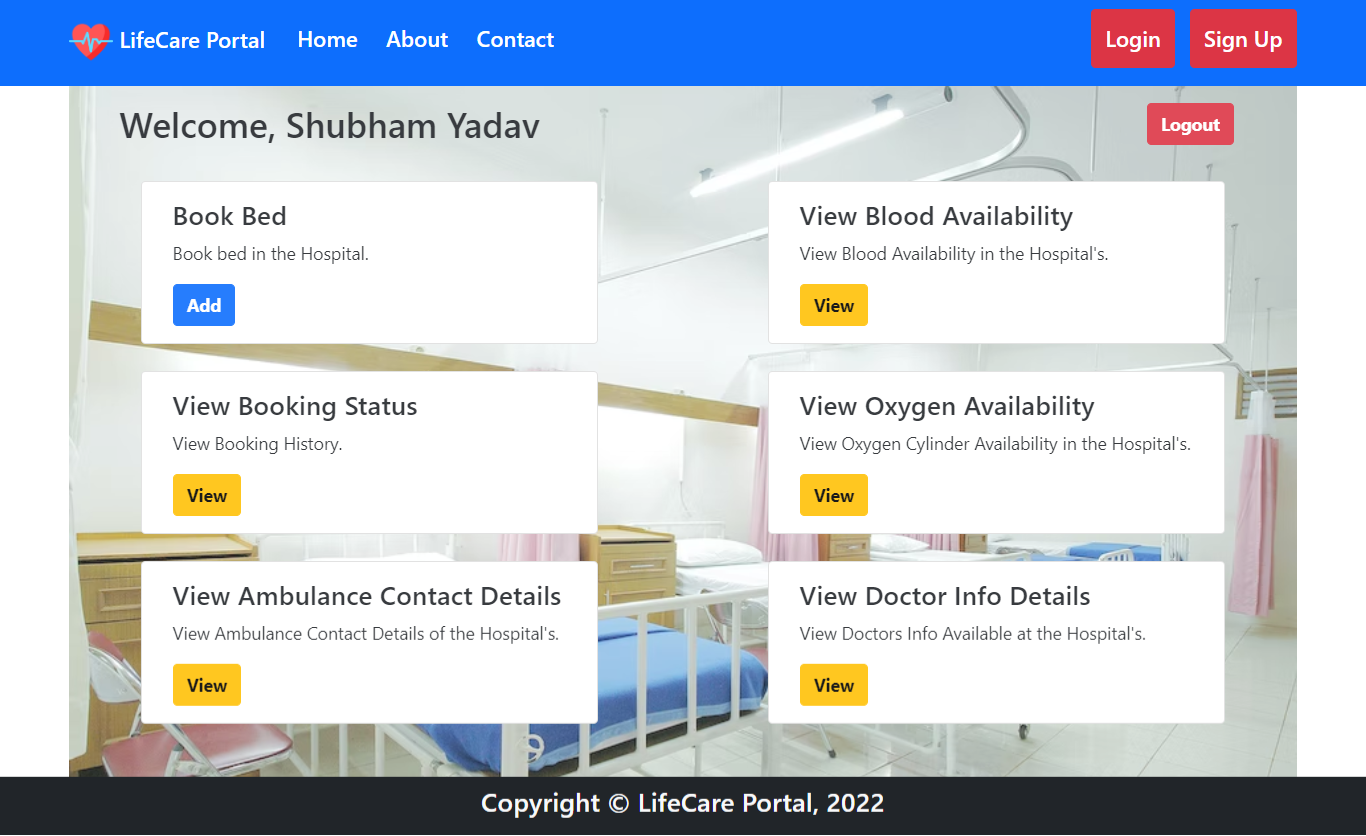 LifeCare Portal Home About Contact Login Sign Up
Welcome, Shubham Yadav Logout
Book Bed
Book bed in the Hospital.
Add
View Blood Availability
View Blood Availability in the Hospital's.
View
View Booking Status
View Booking History.
View
View Oxygen Availability
View Oxygen Cylinder Availability in the Hospital's.
View
View Ambulance Contact Details
View Ambulance Contact Details of the Hospital's.
View
View Doctor Info Details
View Doctors Info Available at the Hospital's.
View
Copyright © LifeCare Portal, 2022